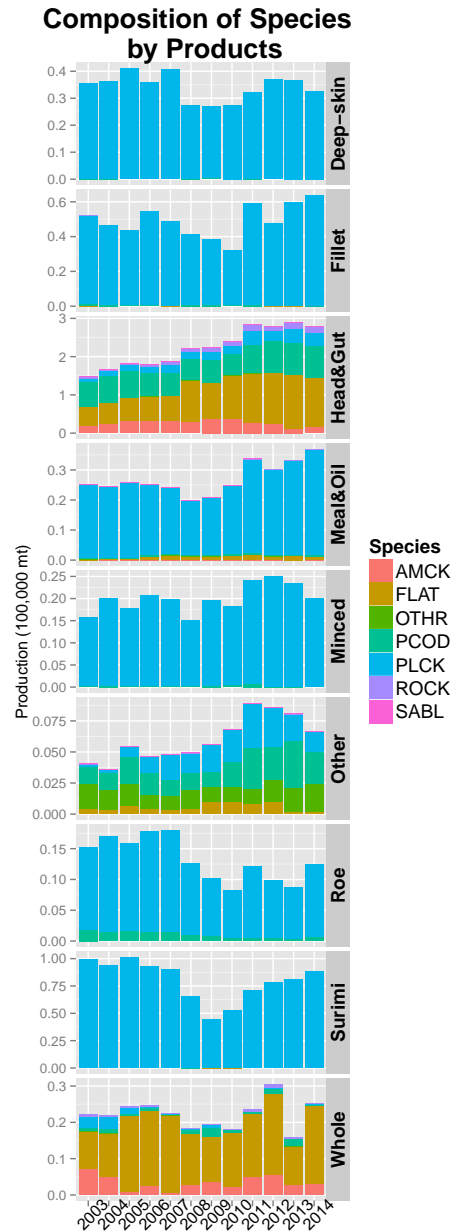 Composition of Species
by Products
0.4
0.3
0.2
0.1
0.0
Deep−skin
0.6
0.4
0.2
0.0
Fillet
3
2
1
0
Head&Gut
0.3
0.2
0.1
0.0
Meal&Oil
0.25
0.20
0.15
0.10
0.05
0.00
Minced
0.075
0.050
0.025
0.000
Other
0.15
0.10
0.05
0.00
Roe
1.00
0.75
0.50
0.25
0.00
Surimi
0.3
0.2
0.1
0.0
Whole
2003
2004
2005
2006
2007
2008
2009
2010
2011
2012
2013
2014
Production (100,000 mt)
Species
AMCK
FLAT
OTHR
PCOD
PLCK
ROCK
SABL